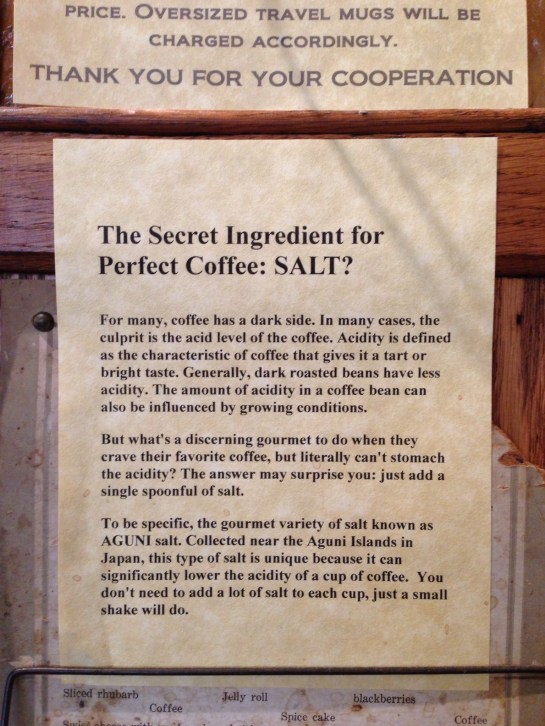 PRICE. OVERSIZED TRAVEL MUGS WILL BE
CHARGED ACCORDINGLY.
THANK YOU FOR YOUR COOPERATION
The Secret Ingredient for
Perfect Coffee: SALT?
For many, coffee has a dark side. In many cases, the
culprit is the acid level of the coffee. Acidity is defined
as the characteristic of coffee that gives it a tart or
bright taste. Generally, dark roasted beans have less
acidity. The amount of acidity in a coffee bean can
also be influenced by growing conditions.
But what's a discerning gourmet to do when they
crave their favorite coffee, but literally can't stomach
the acidity? The answer may surprise you: just add a
single spoonful of salt.
To be specific, the gourmet variety of salt known as
AGUNI salt. Collected near the Aguni Islands in
Japan, this type of salt is unique because it can
significantly lower the acidity of a cup of coffee. You
don't need to add a lot of salt to each cup, just a small
shake will do.
Sliced rhubarb Jelly roll blackberries
Coffee Spice cake Coffee